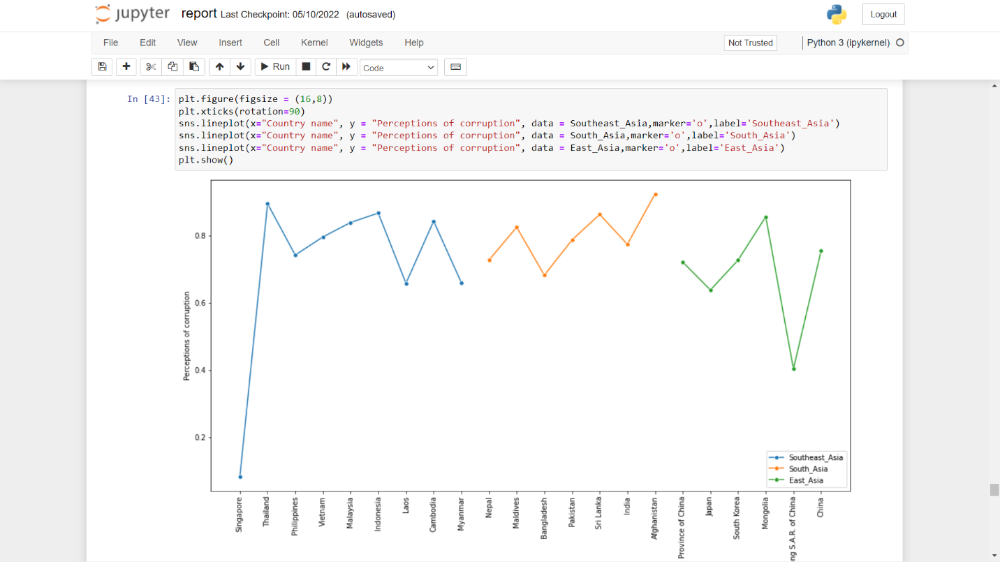 jupyter report Last Checkpoint: 05/10/2022 (autosaved)
Logout
File Edit View Insert Cell Kernel Widgets Help
Not Trusted
Python 3 (ipykernel)
Run
Code
In [43]:
plt.figure(figsize = (16,8))
plt.xticks(rotation=90)
sns.lineplot(x="Country name", y = "Perceptions of corruption", data = Southeast_Asia,marker='o',label='Southeast_Asia')
sns.lineplot(x="Country name", y = "Perceptions of corruption", data = South_Asia,marker='o',label='South_Asia')
sns.lineplot(x="Country name", y = "Perceptions of corruption", data = East_Asia,marker='o',label='East_Asia')
plt.show()
Perceptions of corruption
0.8
0.6
0.4
0.2
Southeast_Asia
South_Asia
East_Asia
Singapore
Thailand
Philippines
Vietnam
Malaysia
Indonesia
Laos
Cambodia
Myanmar
Nepal
Maldives
Bangladesh
Pakistan
Sri Lanka
India
Afghanistan
Province of China
Japan
South Korea
Mongolia
ng S.A.R. of China
China